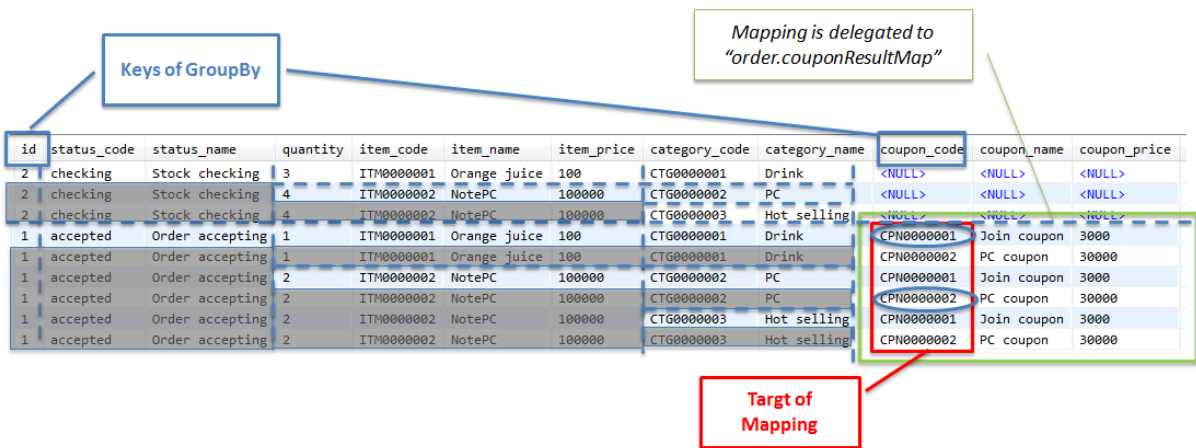 Mapping is delegated to
“order.couponResultMap”
Keys of GroupBy
id status_code status_name quantity item_code item_name item_price category_code category_name coupon_code coupon_name coupon_price
2 checking Stock checking 3 ITM0000001 Orange juice 100 CTG0000001 Drink <NULL> <NULL> <NULL>
2 checking Stock checking 4 ITM0000002 NotePC 100000 CTG0000002 PC <NULL> <NULL> <NULL>
2 checking Stock checking 4 ITM0000002 NotePC 100000 CTG0000003 Hot selling <NULL> <NULL> <NULL>
1 accepted Order accepting 1 ITM0000001 Orange juice 100 CTG0000001 Drink CPN0000001 Join coupon 3000
1 accepted Order accepting 1 ITM0000001 Orange juice 100 CTG0000001 Drink CPN0000002 PC coupon 30000
1 accepted Order accepting 2 ITM0000002 NotePC 100000 CTG0000002 PC CPN0000001 Join coupon 3000
1 accepted Order accepting 2 ITM0000002 NotePC 100000 CTG0000002 PC CPN0000002 PC coupon 30000
1 accepted Order accepting 2 ITM0000002 NotePC 100000 CTG0000003 Hot selling CPN0000001 Join coupon 3000
1 accepted Order accepting 2 ITM0000002 NotePC 100000 CTG0000003 Hot selling CPN0000002 PC coupon 30000
Targt of
Mapping